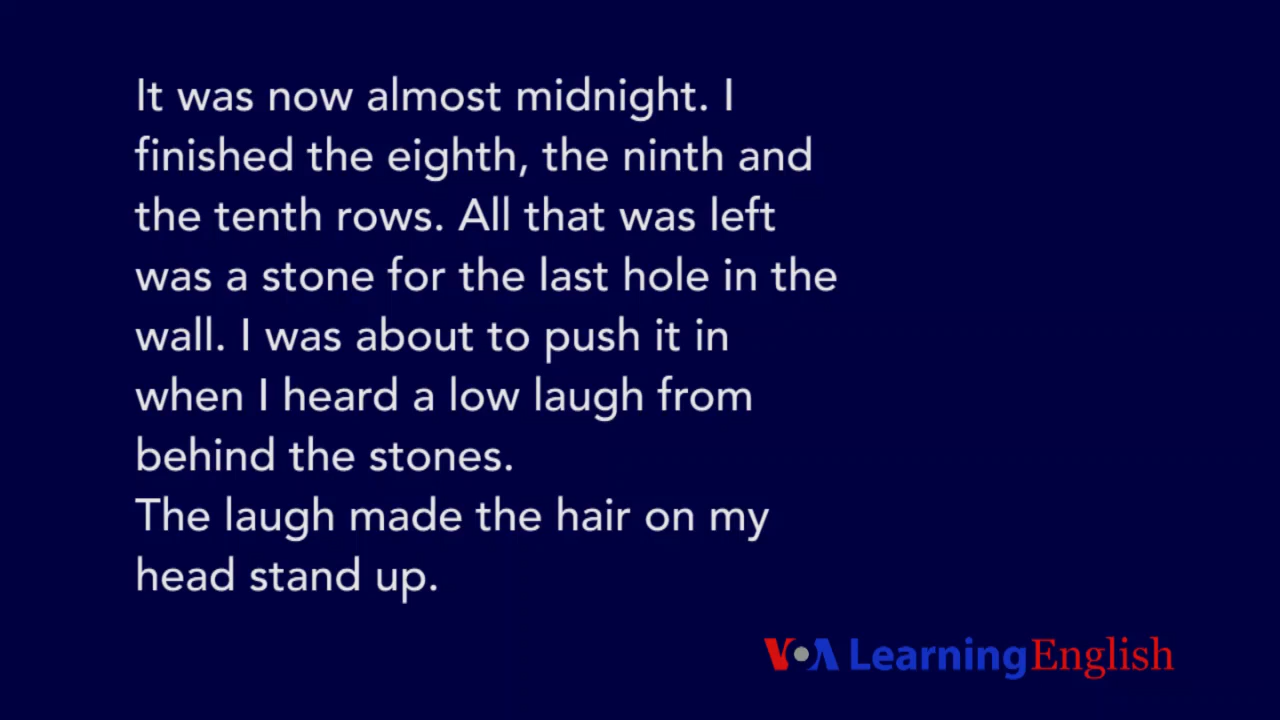 It was now almost midnight. I
finished the eighth, the ninth and
the tenth rows. All that was left
was a stone for the last hole in the
wall. I was about to push it in
when I heard a low laugh from
behind the stones.
The laugh made the hair on my
head stand up.
VOA Learning English